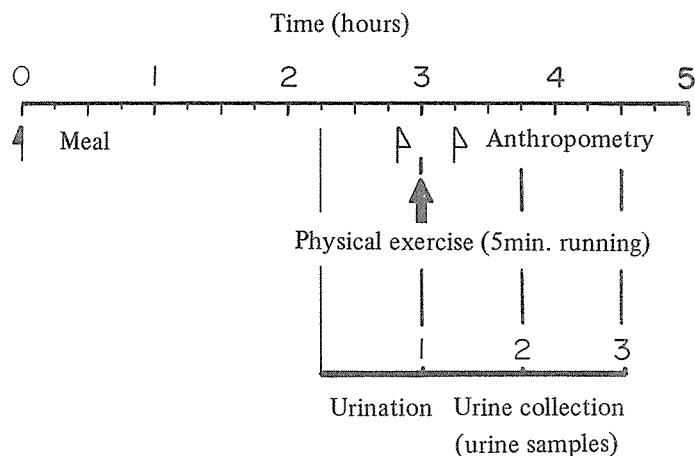 Time (hours)
0 1 2 3 4 5
Meal Anthropometry
Physical exercise (5min. running)
1 2 3
Urination Urine collection
(urine samples)